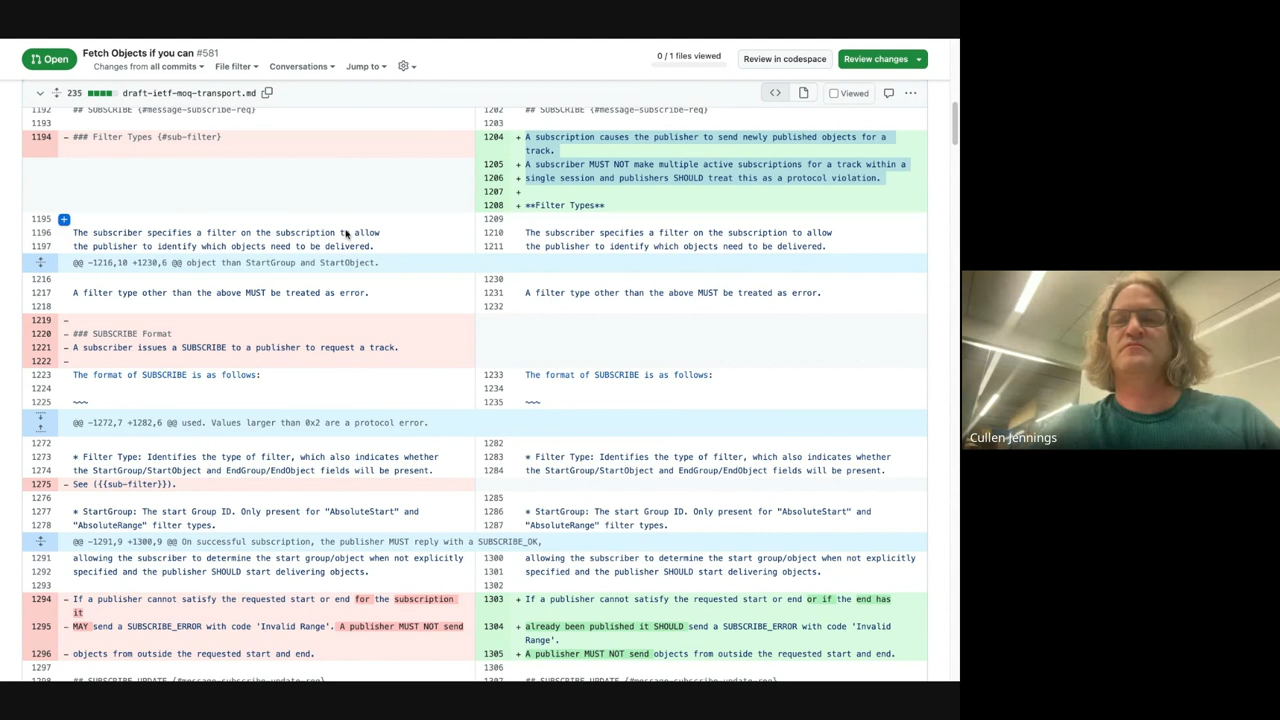 Open
Fetch Objects if you can #581
Changes from all commits
File filter
Conversations
Jump to
0 / 1 files viewed
Review in codespace
Review changes
235
draft-ietf-moq-transport.md
Viewed
1192 ## SUBSCRIBE {#message-subscribe-req}
1193
1194 - ### Filter Types {#sub-filter}
1195
1196 The subscriber specifies a filter on the subscription to allow
1197 the publisher to identify which objects need to be delivered.
@@ -1216,10 +1230,6 @@ object than StartGroup and StartObject.
1216
1217 A filter type other than the above MUST be treated as error.
1218
1219 -
1220 - ### SUBSCRIBE Format
1221 - A subscriber issues a SUBSCRIBE to a publisher to request a track.
1222 -
1223 The format of SUBSCRIBE is as follows:
1224
1225 ~~~
@@ -1272,7 +1282,6 @@ used. Values larger than 0x2 are a protocol error.
1272
1273 * Filter Type: Identifies the type of filter, which also indicates whether
1274 the StartGroup/StartObject and EndGroup/EndObject fields will be present.
1275 - See ({{sub-filter}}).
1276
1277 * StartGroup: The start Group ID. Only present for "AbsoluteStart" and
1278 "AbsoluteRange" filter types.
@@ -1291,9 +1300,9 @@ On successful subscription, the publisher MUST reply with a SUBSCRIBE_OK,
1291 allowing the subscriber to determine the start group/object when not explicitly
1292 specified and the publisher SHOULD start delivering objects.
1293
1294 - If a publisher cannot satisfy the requested start or end for the subscription
it
1295 - MAY send a SUBSCRIBE_ERROR with code 'Invalid Range'. A publisher MUST NOT send
1296 - objects from outside the requested start and end.
1297
1298 ## SUBSCRIBE_UPDATE {#message-subscribe-update-req}
1202 ## SUBSCRIBE {#message-subscribe-req}
1203
1204 + A subscription causes the publisher to send newly published objects for a
track.
1205 + A subscriber MUST NOT make multiple active subscriptions for a track within a
1206 + single session and publishers SHOULD treat this as a protocol violation.
1207 +
1208 + **Filter Types**
1209
1210 The subscriber specifies a filter on the subscription to allow
1211 the publisher to identify which objects need to be delivered.
1230
1231 A filter type other than the above MUST be treated as error.
1232
1233 The format of SUBSCRIBE is as follows:
1234
1235 ~~~
1282
1283 * Filter Type: Identifies the type of filter, which also indicates whether
1284 the StartGroup/StartObject and EndGroup/EndObject fields will be present.
1285
1286 * StartGroup: The start Group ID. Only present for "AbsoluteStart" and
1287 "AbsoluteRange" filter types.
1300 allowing the subscriber to determine the start group/object when not explicitly
1301 specified and the publisher SHOULD start delivering objects.
1302
1303 + If a publisher cannot satisfy the requested start or end or if the end has
1304 + already been published it SHOULD send a SUBSCRIBE_ERROR with code 'Invalid
Range'.
1305 + A publisher MUST NOT send objects from outside the requested start and end.
1306
1307 ## SUBSCRIBE_UPDATE {#message-subscribe-update-req}
Cullen Jennings